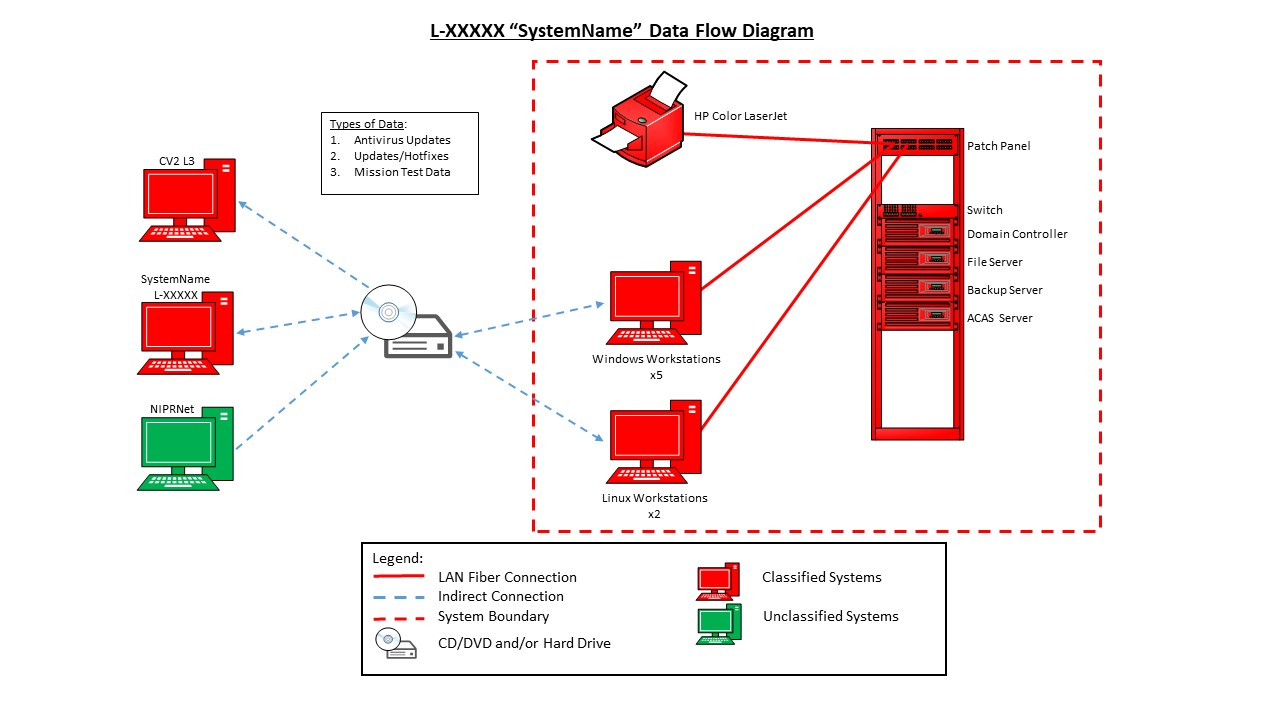 L-XXXXX “SystemName” Data Flow Diagram
Types of Data:
1. Antivirus Updates
2. Updates/Hotfixes
3. Mission Test Data
CV2 L3
SystemName
L-XXXXX
NIPRNet
HP Color LaserJet
Windows Workstations
x5
Linux Workstations
x2
Patch Panel
Switch
Domain Controller
File Server
Backup Server
ACAS Server
Legend:
LAN Fiber Connection
Indirect Connection
System Boundary
CD/DVD and/or Hard Drive
Classified Systems
Unclassified Systems